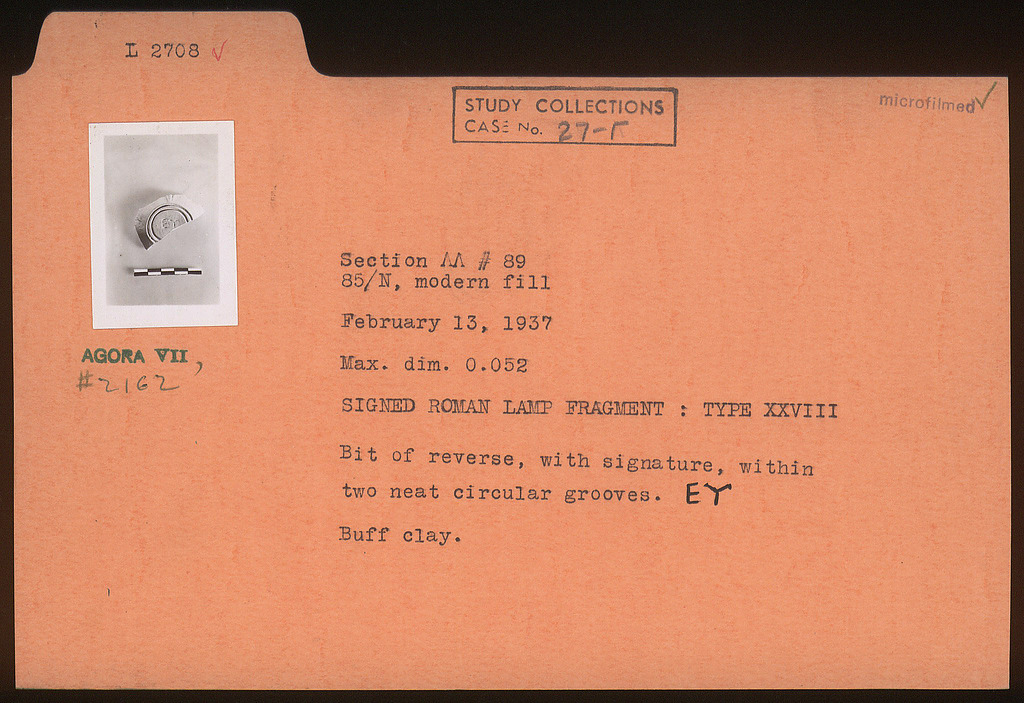 L 2708 ✓
STUDY COLLECTIONS
CASE No. 27-Γ
microfilmed ✓
Section ΛΛ # 89
85/N, modern fill
February 13, 1937
Max. dim. 0.052
SIGNED ROMAN LAMP FRAGMENT : TYPE XXVIII
Bit of reverse, with signature, within
two neat circular grooves. ΕΥ
Buff clay.
AGORA VII,
#2162